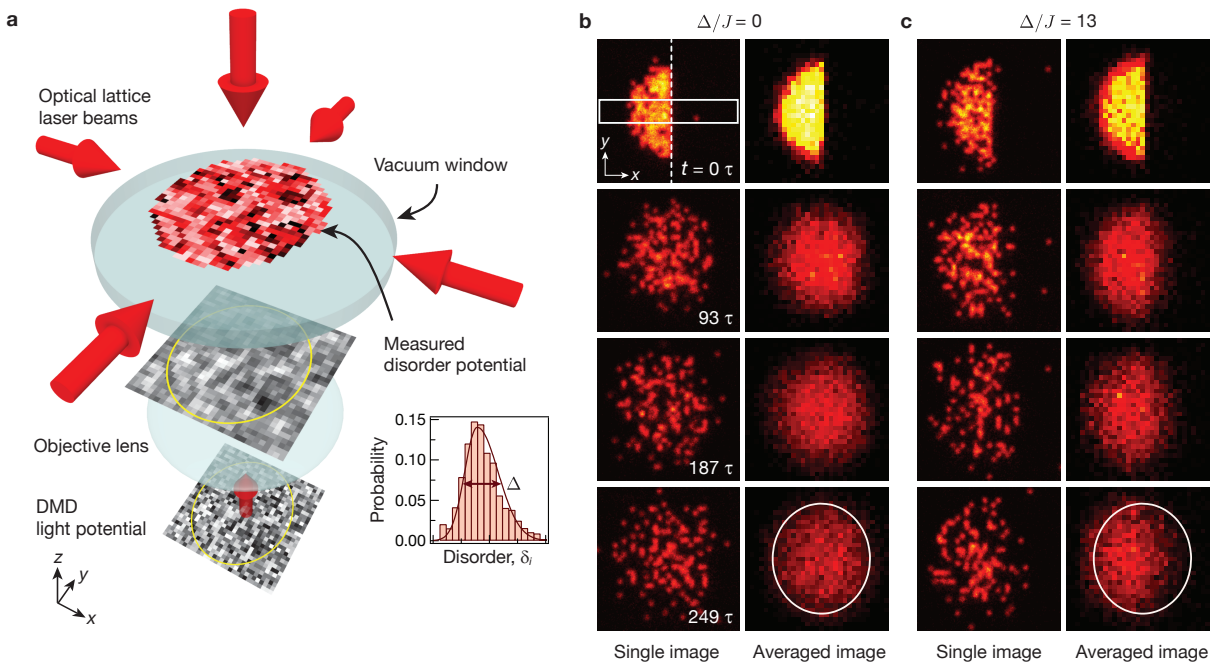 a
Optical lattice
laser beams
Vacuum window
Measured
disorder potential
Objective lens
DMD
light potential
z
y
x
Probability
0.15
0.10
0.05
0.00
Δ
Disorder, δi
b
Δ/J = 0
y
x
t = 0 τ
93 τ
187 τ
249 τ
Single image
Averaged image
c
Δ/J = 13
Single image
Averaged image